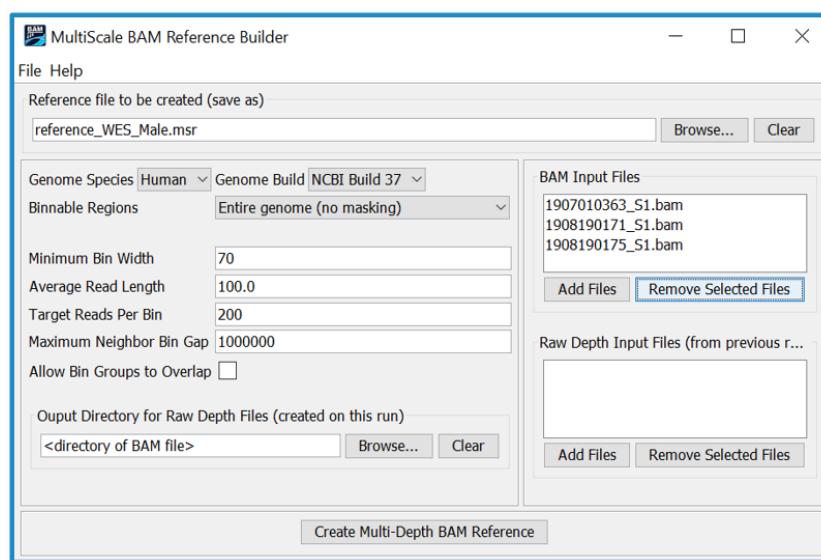 BAM
MultiScale BAM Reference Builder
File Help
Reference file to be created (save as)
reference_WES_Male.msr
Browse...
Clear
Genome Species Human Genome Build NCBI Build 37
Binnable Regions Entire genome (no masking)
Minimum Bin Width 70
Average Read Length 100.0
Target Reads Per Bin 200
Maximum Neighbor Bin Gap 1000000
Allow Bin Groups to Overlap
Ouput Directory for Raw Depth Files (created on this run)
<directory of BAM file>
Browse...
Clear
BAM Input Files
1907010363_S1.bam
1908190171_S1.bam
1908190175_S1.bam
Add Files
Remove Selected Files
Raw Depth Input Files (from previous r...
Add Files
Remove Selected Files
Create Multi-Depth BAM Reference